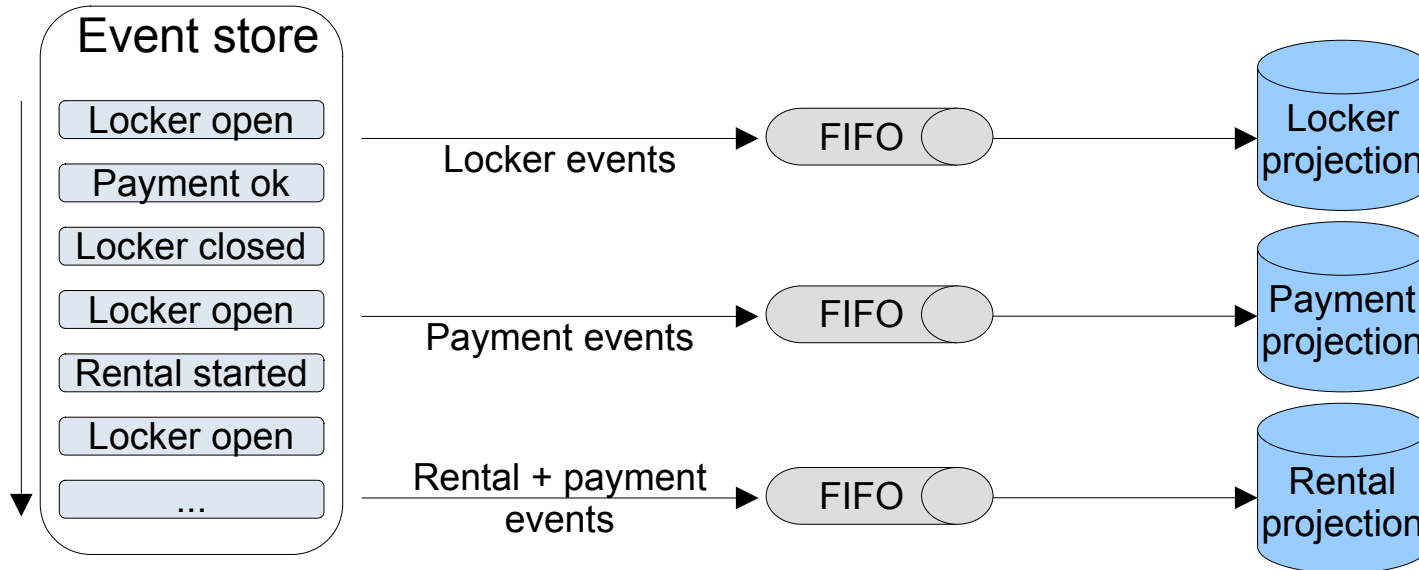 Event store
Locker open
Payment ok
Locker closed
Locker open
Rental started
Locker open
...
Locker events
FIFO
Locker
projection
Payment events
FIFO
Payment
projection
Rental + payment
events
FIFO
Rental
projection